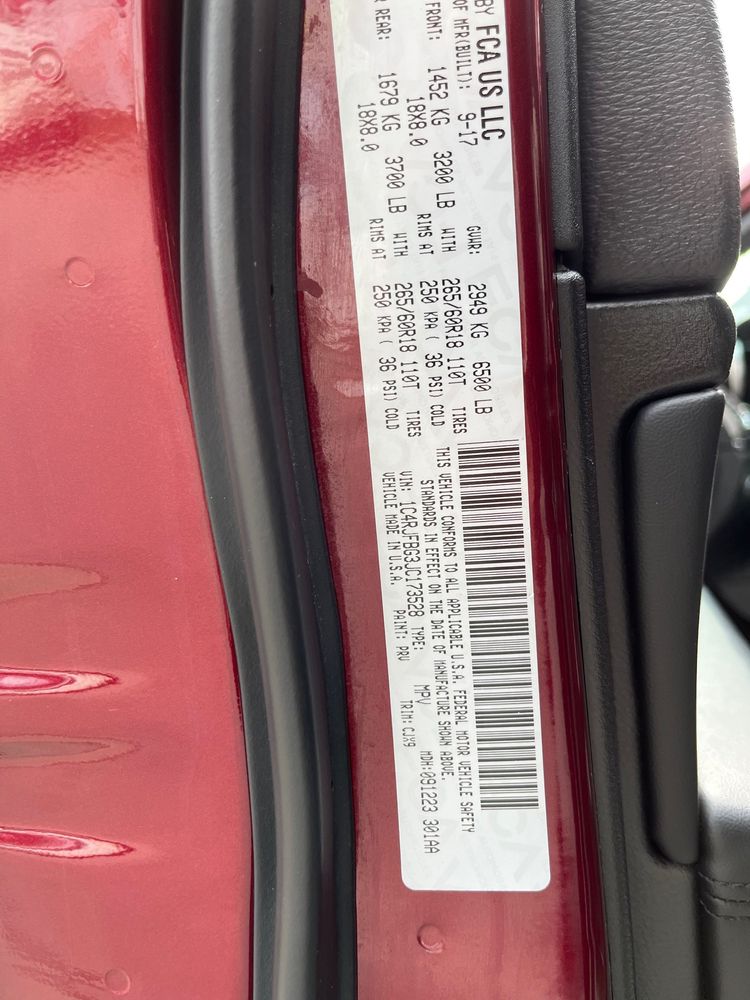 BY FCA US LLC
OF MFR(BUILT): 9-17 GVWR: 2949 KG 6500 LB
FRONT: 1452 KG 3200 LB WITH 265/60R18 110T TIRES
18X8.0 RIMS AT 250 KPA ( 36 PSI) COLD
REAR: 1679 KG 3700 LB WITH 265/60R18 110T TIRES
18X8.0 RIMS AT 250 KPA ( 36 PSI) COLD
THIS VEHICLE CONFORMS TO ALL APPLICABLE U.S.A. FEDERAL MOTOR VEHICLE SAFETY
STANDARDS IN EFFECT ON THE DATE OF MANUFACTURE SHOWN ABOVE.
VIN: 1C4RJFBG3JC173528 TYPE: MPV MDH:091223 301AA
VEHICLE MADE IN U.S.A. PAINT: PRV TRIM: CJX9